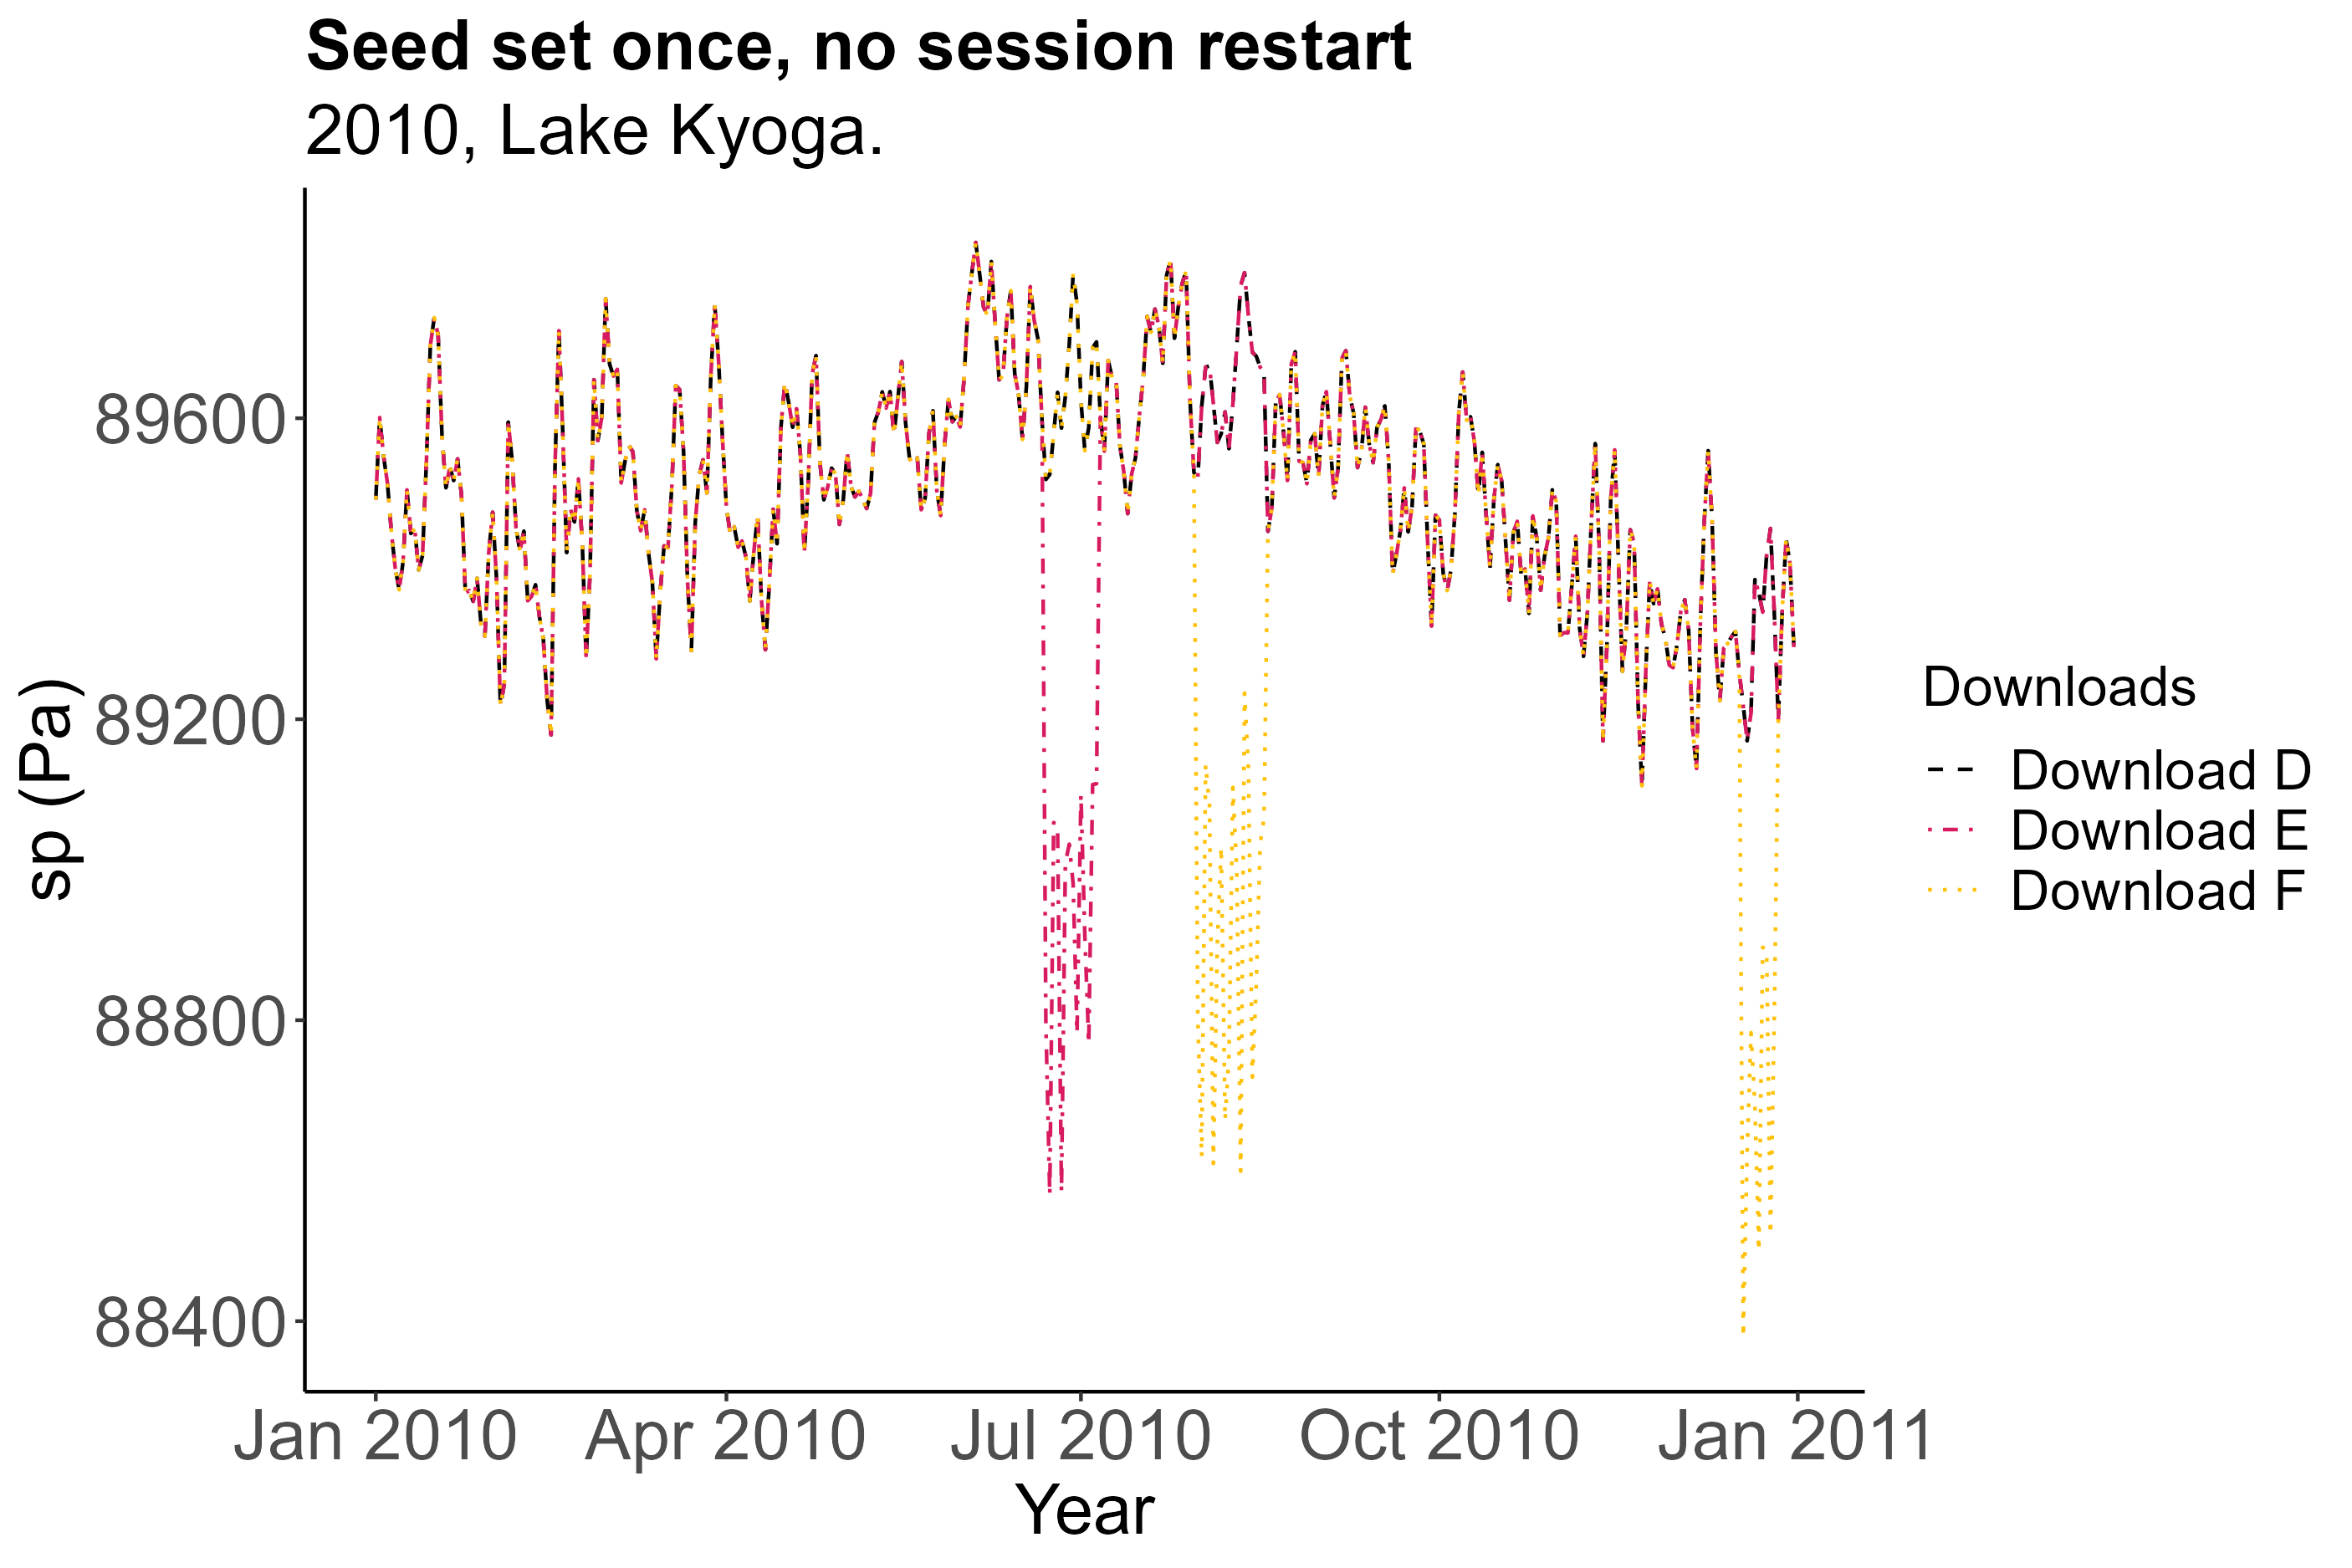 Seed set once, no session restart
2010, Lake Kyoga.
sp (Pa)
89600
89200
88800
88400
Jan 2010 Apr 2010 Jul 2010 Oct 2010 Jan 2011
Year
Downloads
Download D
Download E
Download F